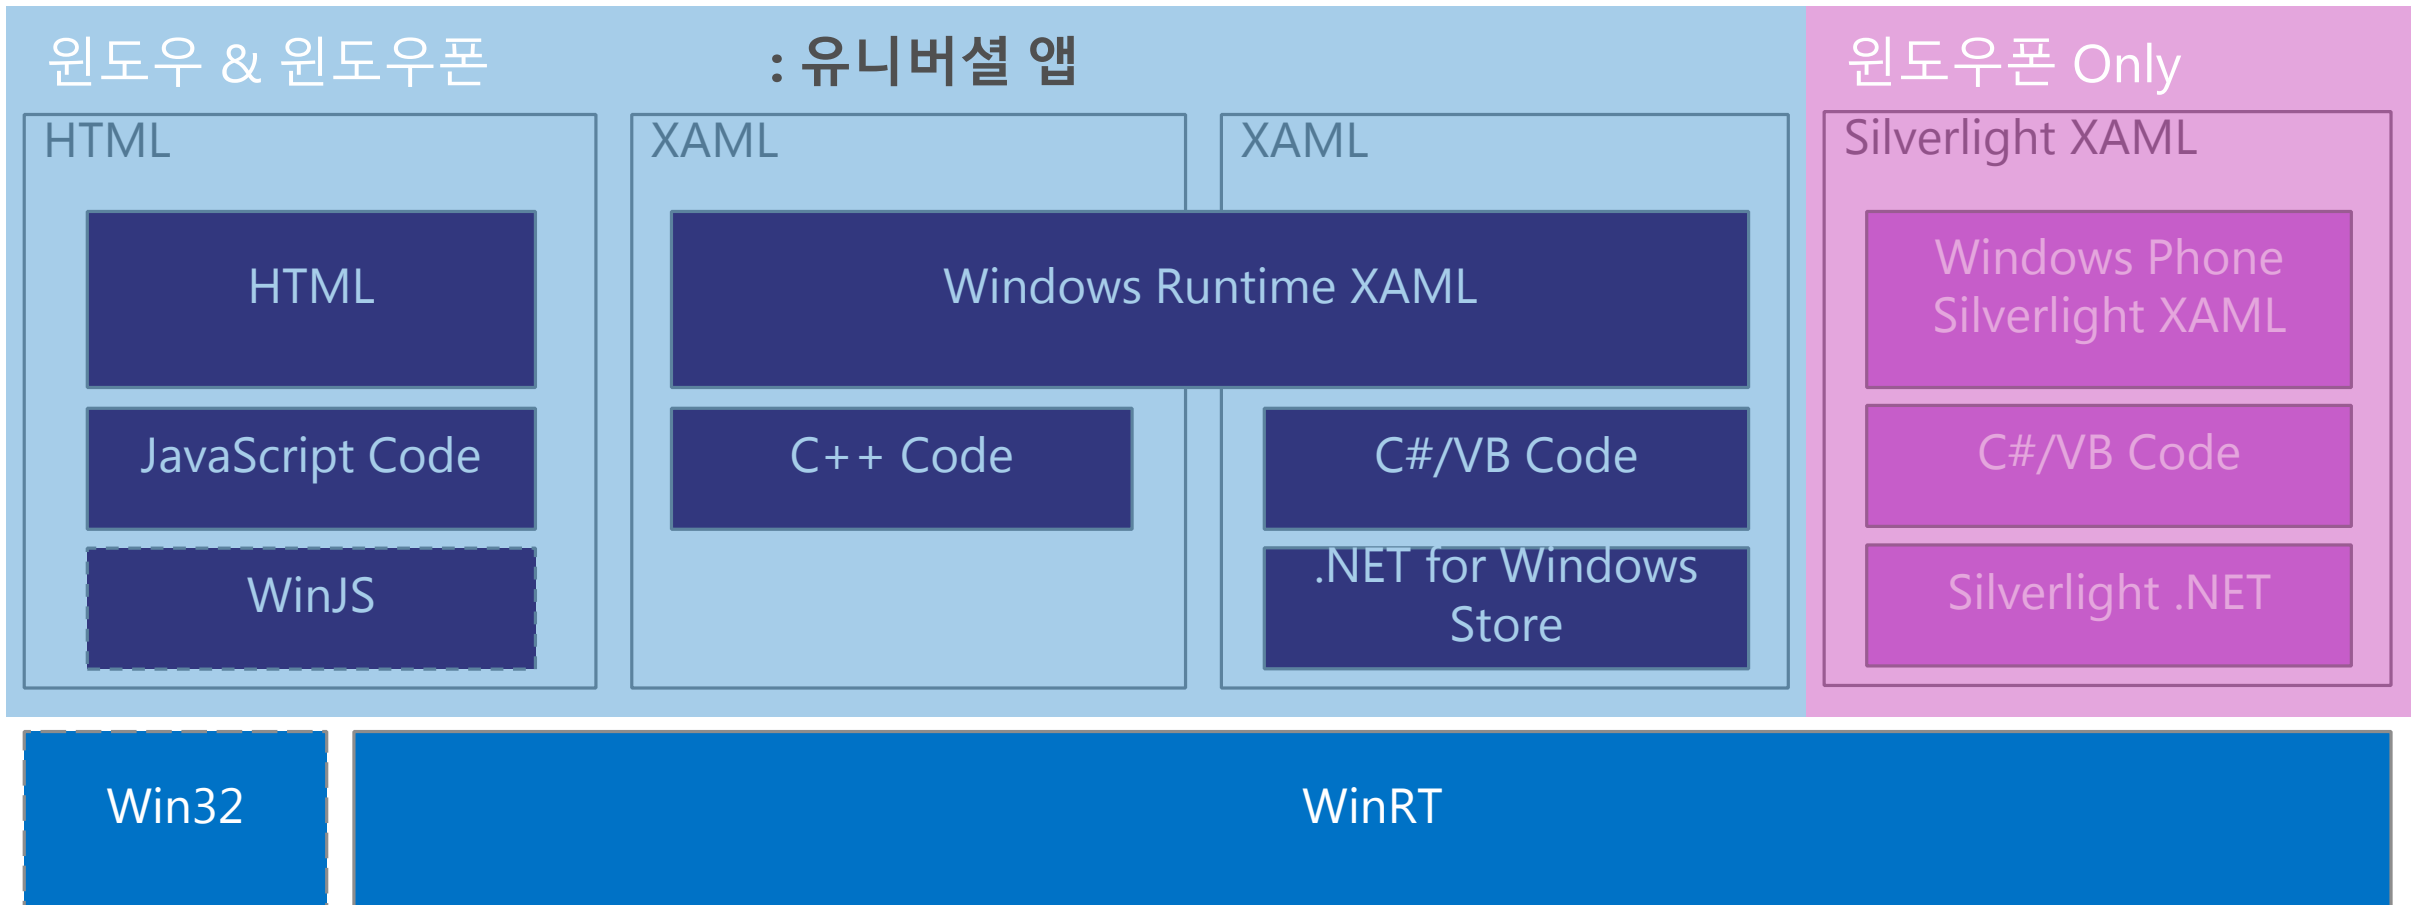 윈도우 & 윈도우폰 : 유니버셜 앱
윈도우폰 Only
HTML
HTML
JavaScript Code
WinJS
XAML
XAML
Windows Runtime XAML
C++ Code
C#/VB Code
.NET for Windows
Store
Silverlight XAML
Windows Phone
Silverlight XAML
C#/VB Code
Silverlight .NET
Win32
WinRT